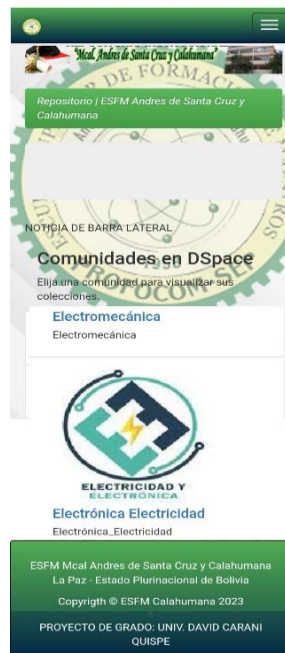 "Mcal. Andres de Santa Cruz y Calahumana"
DE FORMAC
Repositorio | ESFM Andres de Santa Cruz y
Calahumana
NOTICIA DE BARRA LATERAL
Comunidades en DSpace
Elija una comunidad para visualizar sus
colecciones.
Electromecánica
Electromecánica
ELECTRICIDAD Y
ELECTRÓNICA
Electrónica Electricidad
Electrónica_Electricidad
ESFM Mcal Andres de Santa Cruz y Calahumana
La Paz - Estado Plurinacional de Bolivia
Copyrigth © ESFM Calahumana 2023
PROYECTO DE GRADO: UNIV. DAVID CARANI
QUISPE